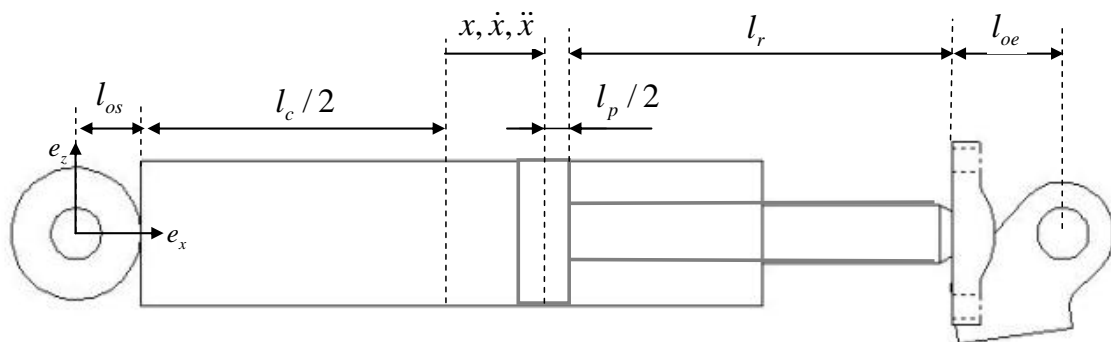 x, ẋ, ẍ
l_r
l_oe
l_os
l_c / 2
l_p / 2
e_z
e_x